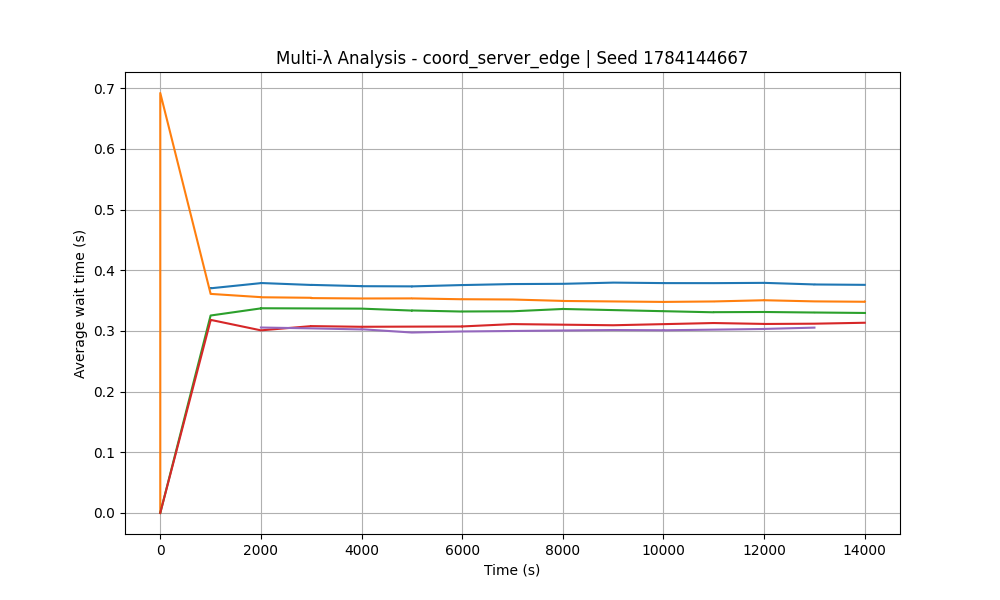 Multi-λ Analysis - coord_server_edge | Seed 1784144667
Average wait time (s)
0.7
0.6
0.5
0.4
0.3
0.2
0.1
0.0
0 2000 4000 6000 8000 10000 12000 14000
Time (s)